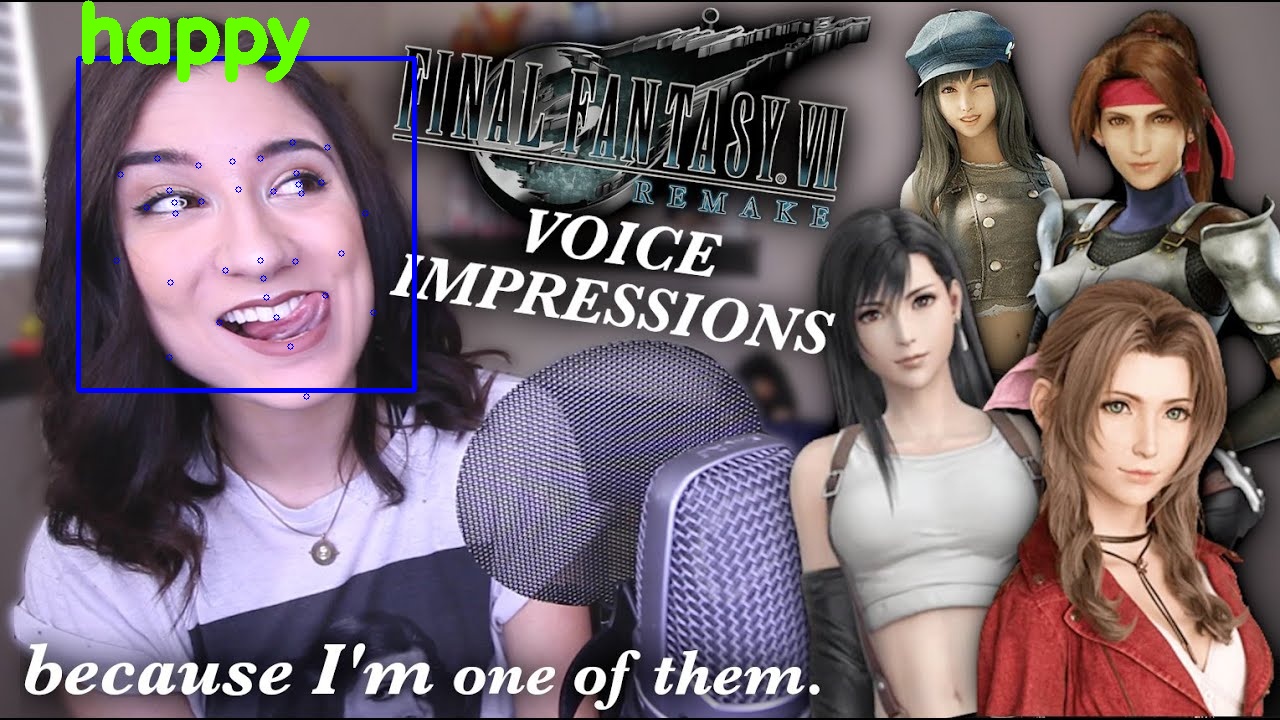 happy
FINAL FANTASY VII
REMAKE
VOICE
IMPRESSIONS
because I'm one of them.